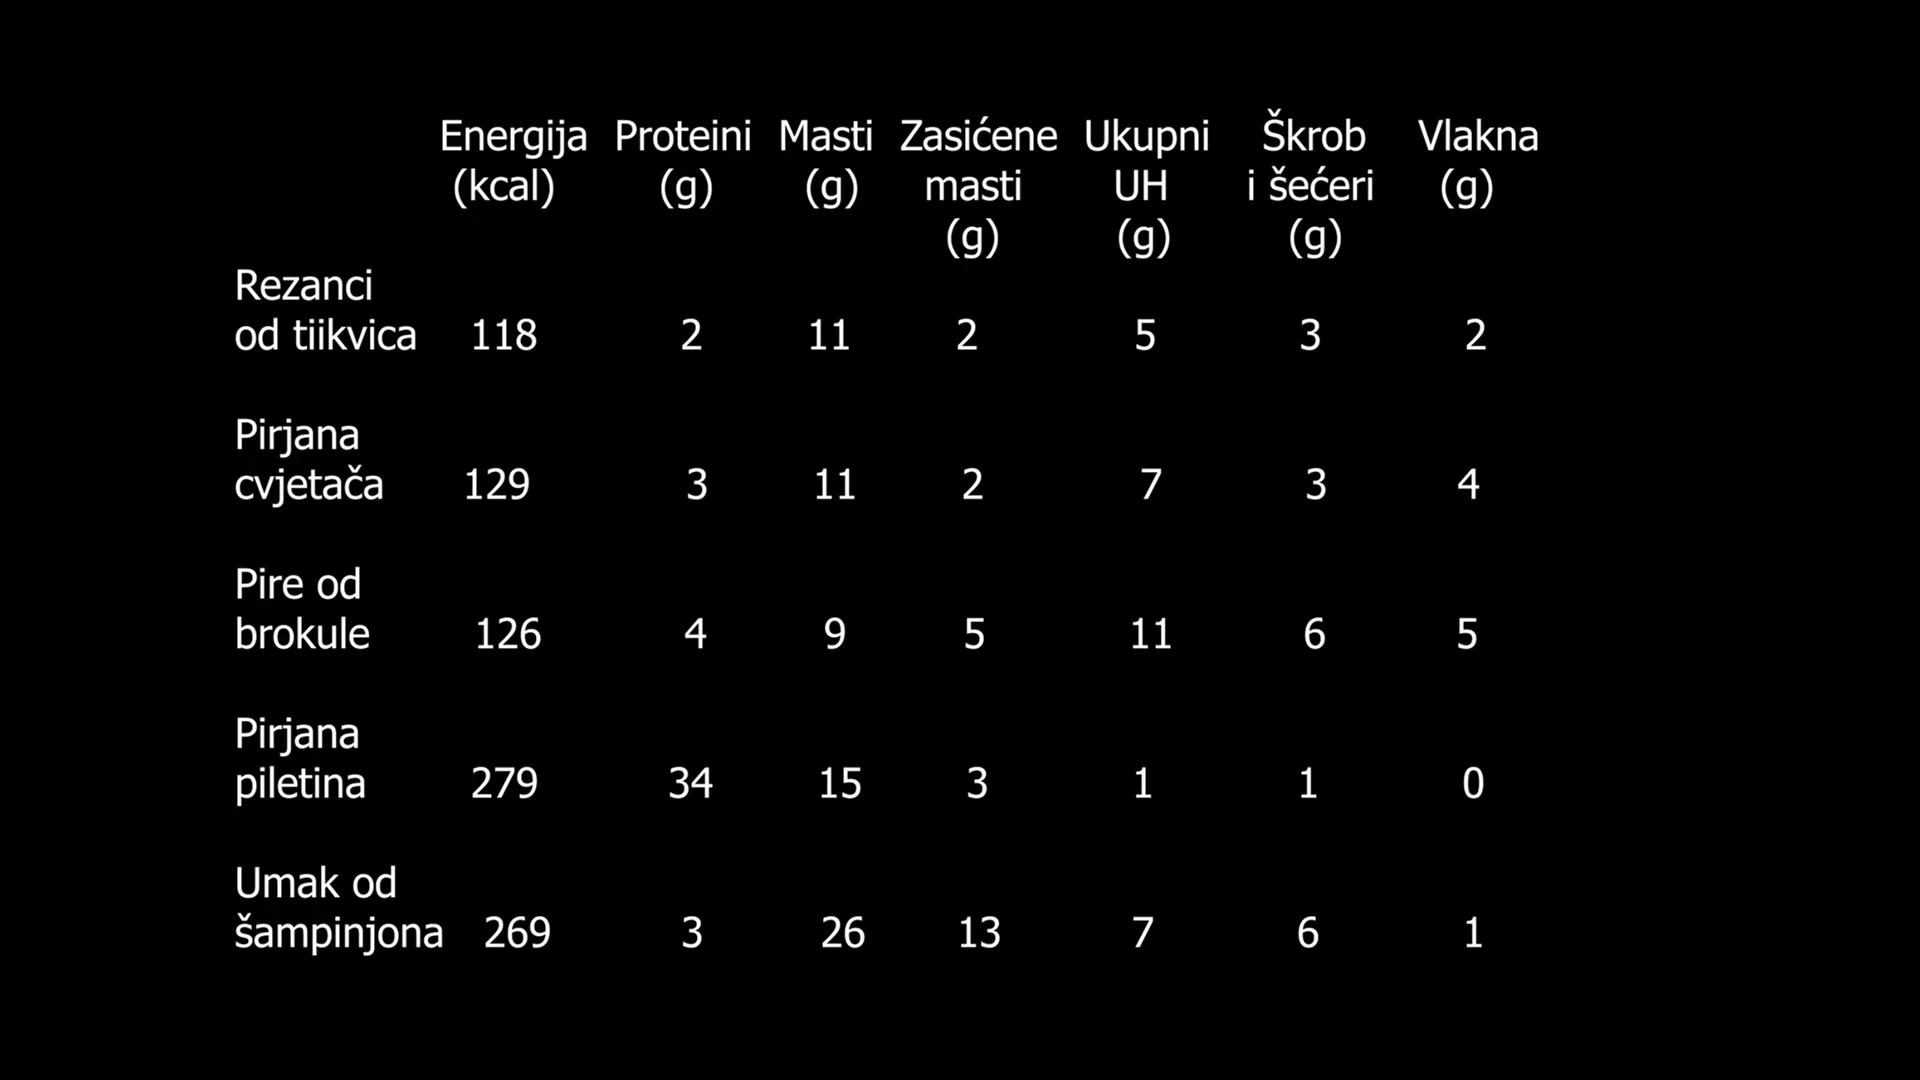 Energija Proteini Masti Zasićene Ukupni Škrob Vlakna
(kcal) (g) (g) masti UH i šećeri (g)
(g) (g) (g)
Rezanci
od tiikvica 118 2 11 2 5 3 2
Pirjana
cvjetača 129 3 11 2 7 3 4
Pire od
brokule 126 4 9 5 11 6 5
Pirjana
piletina 279 34 15 3 1 1 0
Umak od
šampinjona 269 3 26 13 7 6 1